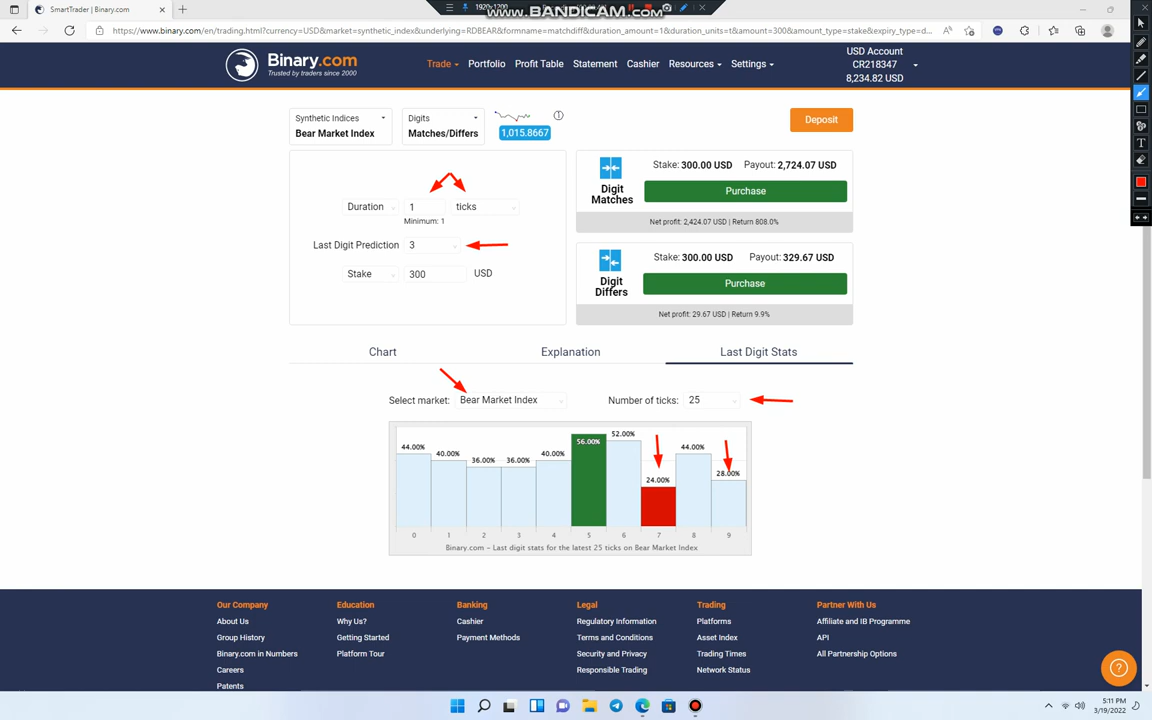 SmartTrader | Binary.com
1920×1200
www.BANDICAM.com
https://www.binary.com/en/trading.html?currency=USD&market=synthetic_index&underlying=RDBEAR&formname=matchdiff&duration_amount=1&duration_units=t&amount=300&amount_type=stake&expiry_type=d...
Binary.com
Trusted by traders since 2000
Trade Portfolio Profit Table Statement Cashier Resources Settings
USD Account
CR218347
8,234.82 USD
Synthetic Indices
Bear Market Index
Digits
Matches/Differs
1,015.8667
Deposit
Duration 1 ticks
Minimum: 1
Last Digit Prediction 3
Stake 300 USD
Digit
Matches
Stake: 300.00 USD Payout: 2,724.07 USD
Purchase
Net profit: 2,424.07 USD | Return 808.0%
Digit
Differs
Stake: 300.00 USD Payout: 329.67 USD
Purchase
Net profit: 29.67 USD | Return 9.9%
Chart Explanation Last Digit Stats
Select market: Bear Market Index Number of ticks: 25
44.00% 40.00% 36.00% 36.00% 40.00% 56.00% 52.00% 24.00% 44.00% 28.00%
0 1 2 3 4 5 6 7 8 9
Binary.com – Last digit stats for the latest 25 ticks on Bear Market Index
Our Company
About Us
Group History
Binary.com in Numbers
Careers
Patents
Education
Why Us?
Getting Started
Platform Tour
Banking
Cashier
Payment Methods
Legal
Regulatory Information
Terms and Conditions
Security and Privacy
Responsible Trading
Trading
Platforms
Asset Index
Trading Times
Network Status
Partner With Us
Affiliate and IB Programme
API
All Partnership Options
5:11 PM
3/19/2022